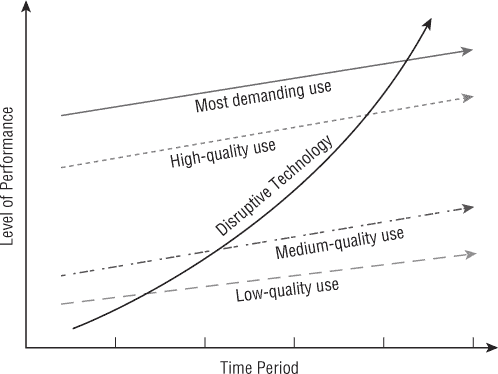 Level of Performance
Most demanding use
High-quality use
Disruptive Technology
Medium-quality use
Low-quality use
Time Period